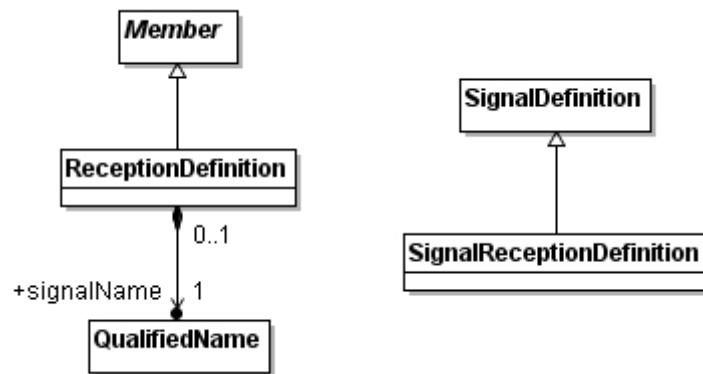 Member
SignalDefinition
ReceptionDefinition
0..1
SignalReceptionDefinition
+signalName 1
QualifiedName